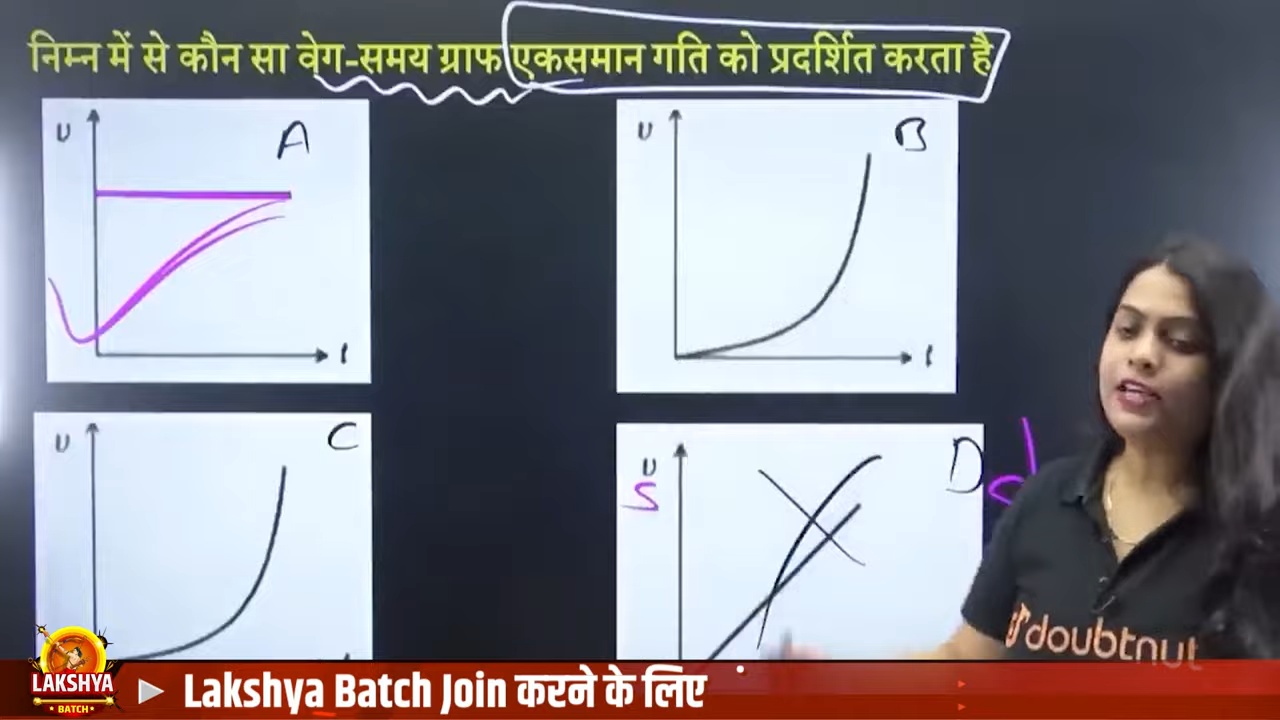 निम्न में से कौन सा वेग-समय ग्राफ एकसमान गति को प्रदर्शित करता है
υ A
t
υ B
t
υ C
υ D
S d
doubtnut
LAKSHYA
BATCH
Lakshya Batch Join करने के लिए